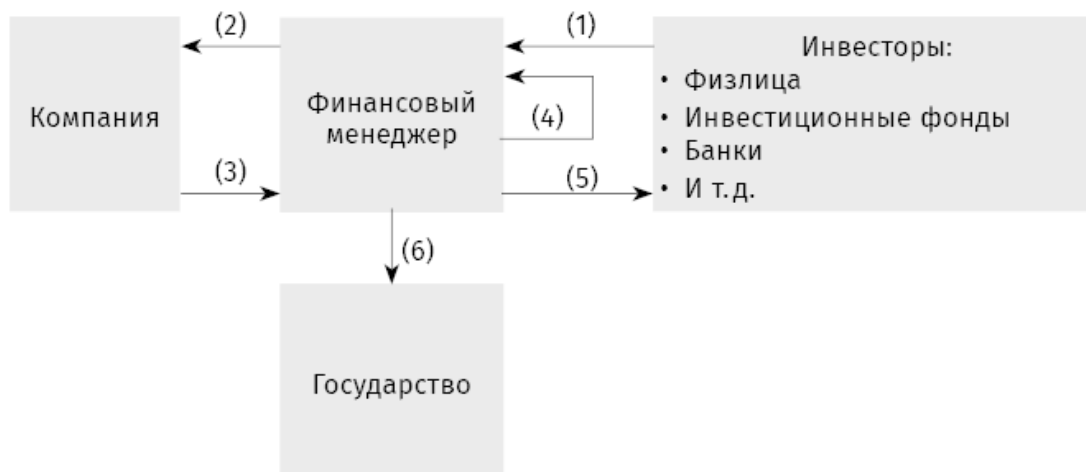 (2)
(1)
Инвесторы:
• Физлица
• Инвестиционные фонды
• Банки
• И т. д.
Компания
Финансовый
менеджер
(4)
(3)
(5)
(6)
Государство